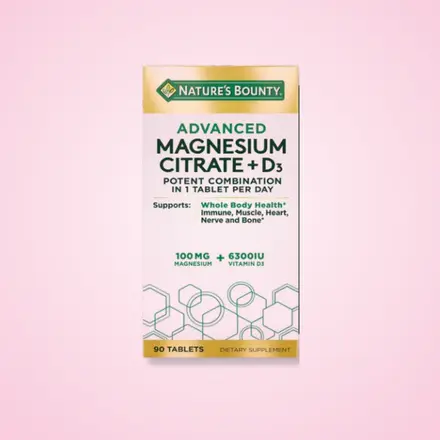 NATURE'S BOUNTY
ADVANCED
MAGNESIUM
CITRATE + D3
POTENT COMBINATION
IN 1 TABLET PER DAY
Supports: Whole Body Health*
Immune, Muscle, Heart,
Nerve and Bone*
100 MG + 6300IU
MAGNESIUM VITAMIN D3
90 TABLETS DIETARY SUPPLEMENT